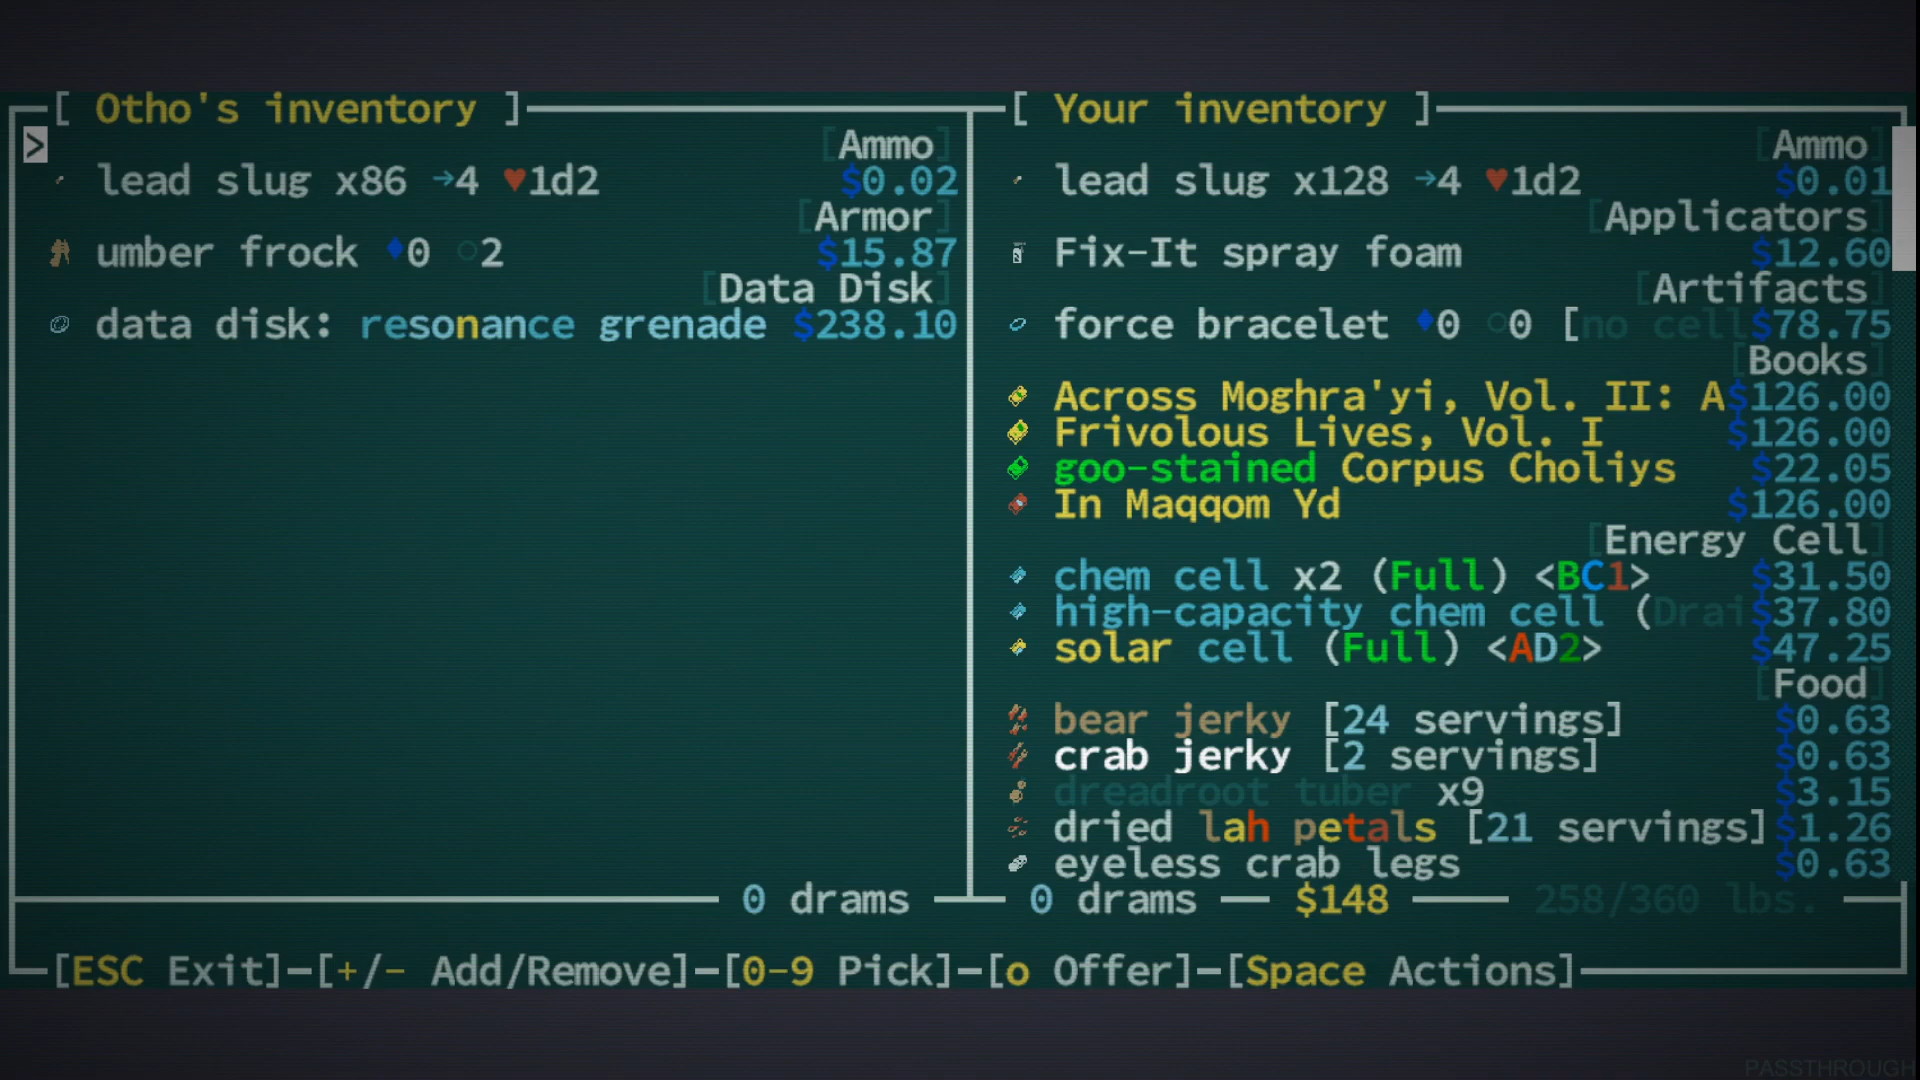 [ Otho's inventory ]
>
[Ammo]
lead slug x86 →4 ♥1d2 $0.02
[Armor]
umber frock ♦0 ○2 $15.87
[Data Disk]
data disk: resonance grenade $238.10
0 drams
[ Your inventory ]
[Ammo]
lead slug x128 →4 ♥1d2 $0.01
[Applicators]
Fix-It spray foam $12.60
[Artifacts]
force bracelet ♦0 ○0 [no cell $78.75
[Books]
Across Moghra'yi, Vol. II: A $126.00
Frivolous Lives, Vol. I $126.00
goo-stained Corpus Choliys $22.05
In Maqqom Yd $126.00
[Energy Cell]
chem cell x2 (Full) <BC1> $31.50
high-capacity chem cell (Drai $37.80
solar cell (Full) <AD2> $47.25
[Food]
bear jerky [24 servings] $0.63
crab jerky [2 servings] $0.63
dreadroot tuber x9 $3.15
dried lah petals [21 servings] $1.26
eyeless crab legs $0.63
0 drams — $148 — 258/360 lbs.
[ESC Exit]-[+/- Add/Remove]-[0-9 Pick]-[o Offer]-[Space Actions]
PASSTHROUGH